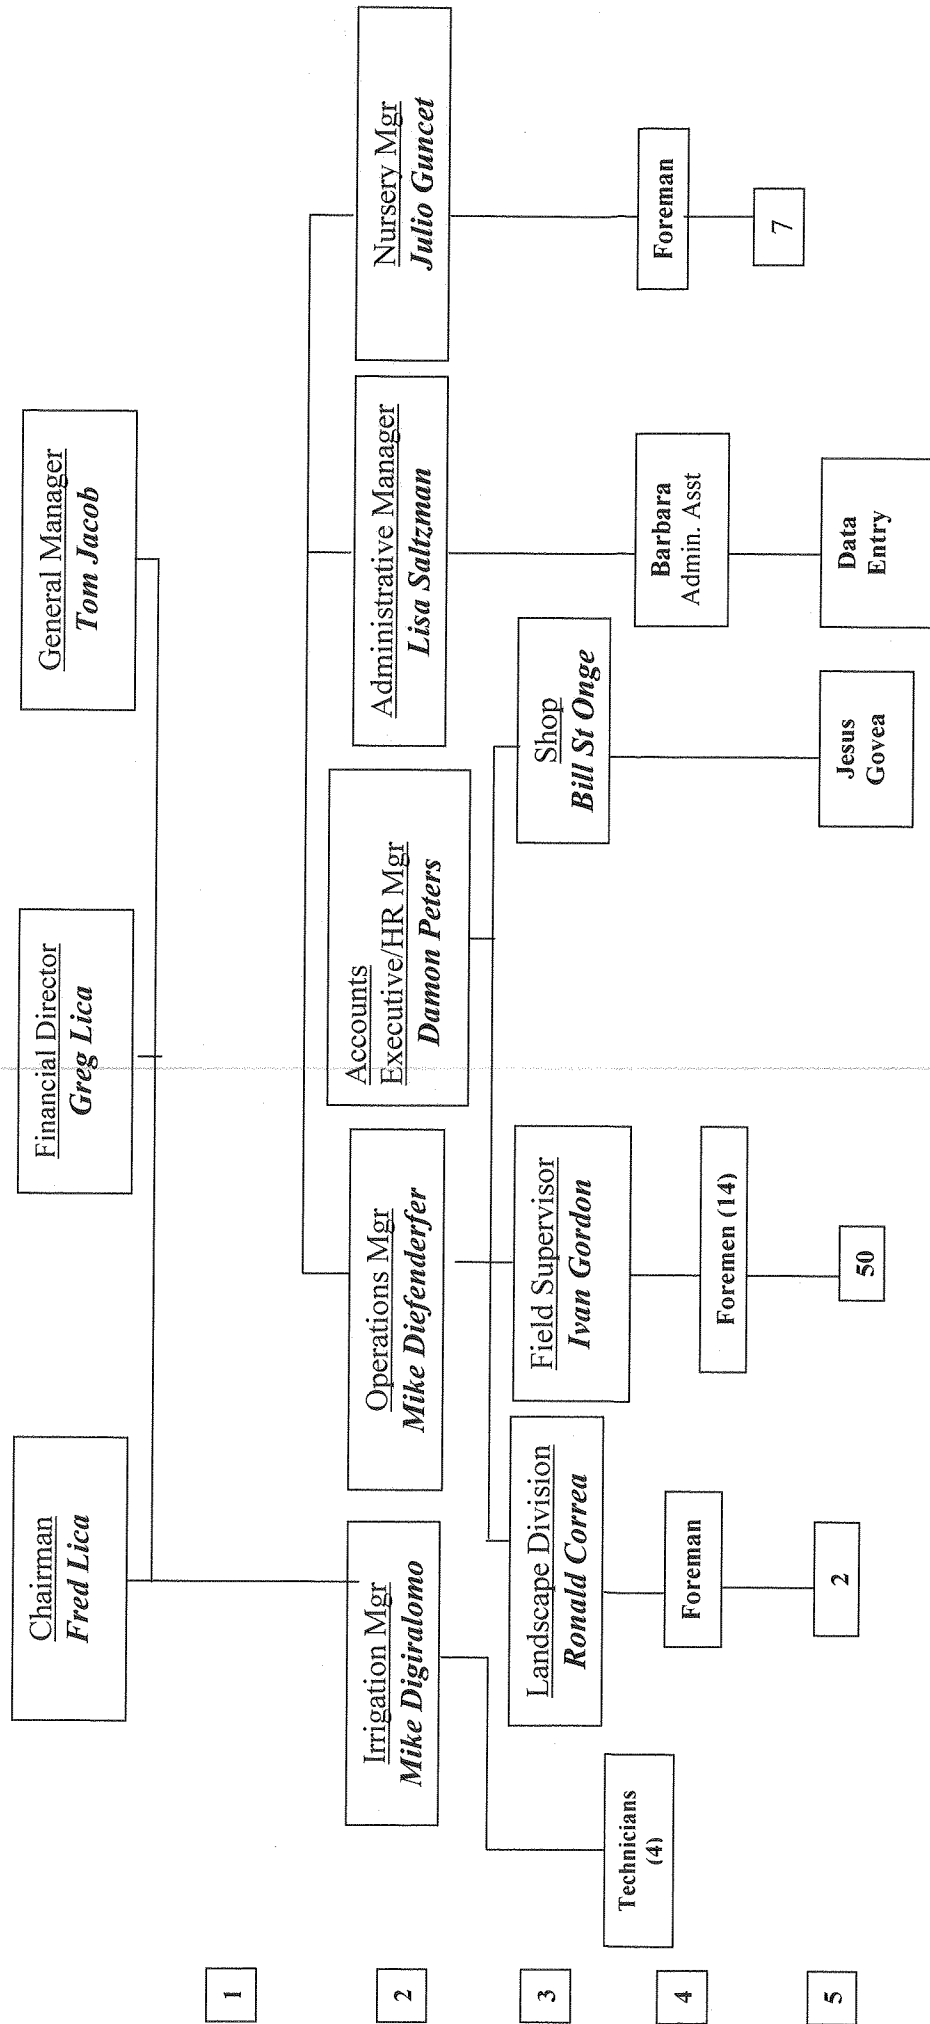 Chairman
Fred Lica
Financial Director
Greg Lica
General Manager
Tom Jacob
1
2
Irrigation Mgr
Mike Digiralomo
Operations Mgr
Mike Diefenderfer
Accounts
Executive/HR Mgr
Damon Peters
Administrative Manager
Lisa Saltzman
Nursery Mgr
Julio Guncet
3
Technicians
(4)
Landscape Division
Ronald Correa
Field Supervisor
Ivan Gordon
Shop
Bill St Onge
4
Foreman
Foremen (14)
Barbara
Admin. Asst
Foreman
5
2
50
Jesus
Govea
Data
Entry
7